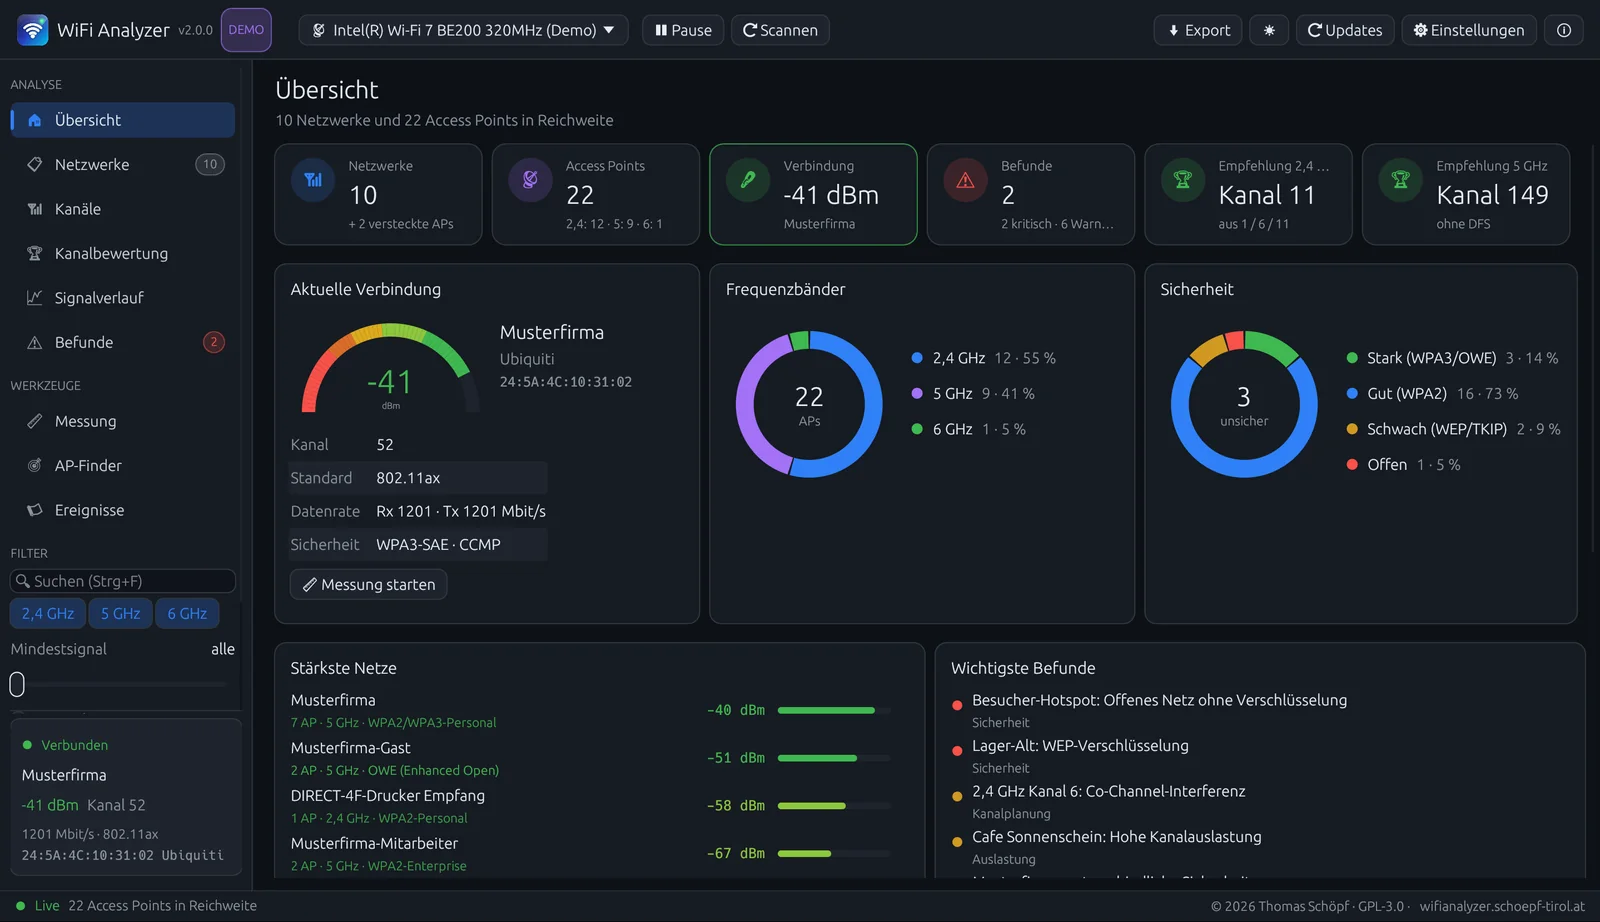 WiFi Analyzer v2.0.0 DEMO
Intel(R) Wi-Fi 7 BE200 320MHz (Demo)
Pause
Scannen
Export
Updates
Einstellungen
ANALYSE
Übersicht
Netzwerke 10
Kanäle
Kanalbewertung
Signalverlauf
Befunde 2
WERKZEUGE
Messung
AP-Finder
Ereignisse
FILTER
Suchen (Strg+F)
2,4 GHz 5 GHz 6 GHz
Mindestsignal alle
Verbunden
Musterfirma
-41 dBm Kanal 52
1201 Mbit/s · 802.11ax
24:5A:4C:10:31:02 Ubiquiti
Übersicht
10 Netzwerke und 22 Access Points in Reichweite
Netzwerke
10
+ 2 versteckte APs
Access Points
22
2,4: 12 · 5: 9 · 6: 1
Verbindung
-41 dBm
Musterfirma
Befunde
2
2 kritisch · 6 Warn...
Empfehlung 2,4 ...
Kanal 11
aus 1 / 6 / 11
Empfehlung 5 GHz
Kanal 149
ohne DFS
Aktuelle Verbindung
-41
dBm
Musterfirma
Ubiquiti
24:5A:4C:10:31:02
Kanal 52
Standard 802.11ax
Datenrate Rx 1201 · Tx 1201 Mbit/s
Sicherheit WPA3-SAE · CCMP
Messung starten
Frequenzbänder
22
APs
2,4 GHz 12 · 55 %
5 GHz 9 · 41 %
6 GHz 1 · 5 %
Sicherheit
3
unsicher
Stark (WPA3/OWE) 3 · 14 %
Gut (WPA2) 16 · 73 %
Schwach (WEP/TKIP) 2 · 9 %
Offen 1 · 5 %
Stärkste Netze
Musterfirma
7 AP · 5 GHz · WPA2/WPA3-Personal
-40 dBm
Musterfirma-Gast
2 AP · 5 GHz · OWE (Enhanced Open)
-51 dBm
DIRECT-4F-Drucker Empfang
1 AP · 2,4 GHz · WPA2-Personal
-58 dBm
Musterfirma-Mitarbeiter
2 AP · 5 GHz · WPA2-Enterprise
-67 dBm
Wichtigste Befunde
Besucher-Hotspot: Offenes Netz ohne Verschlüsselung
Sicherheit
Lager-Alt: WEP-Verschlüsselung
Sicherheit
2,4 GHz Kanal 6: Co-Channel-Interferenz
Kanalplanung
Cafe Sonnenschein: Hohe Kanalauslastung
Auslastung
Live 22 Access Points in Reichweite
© 2026 Thomas Schöpf · GPL-3.0 · wifianalyzer.schoepf-tirol.at